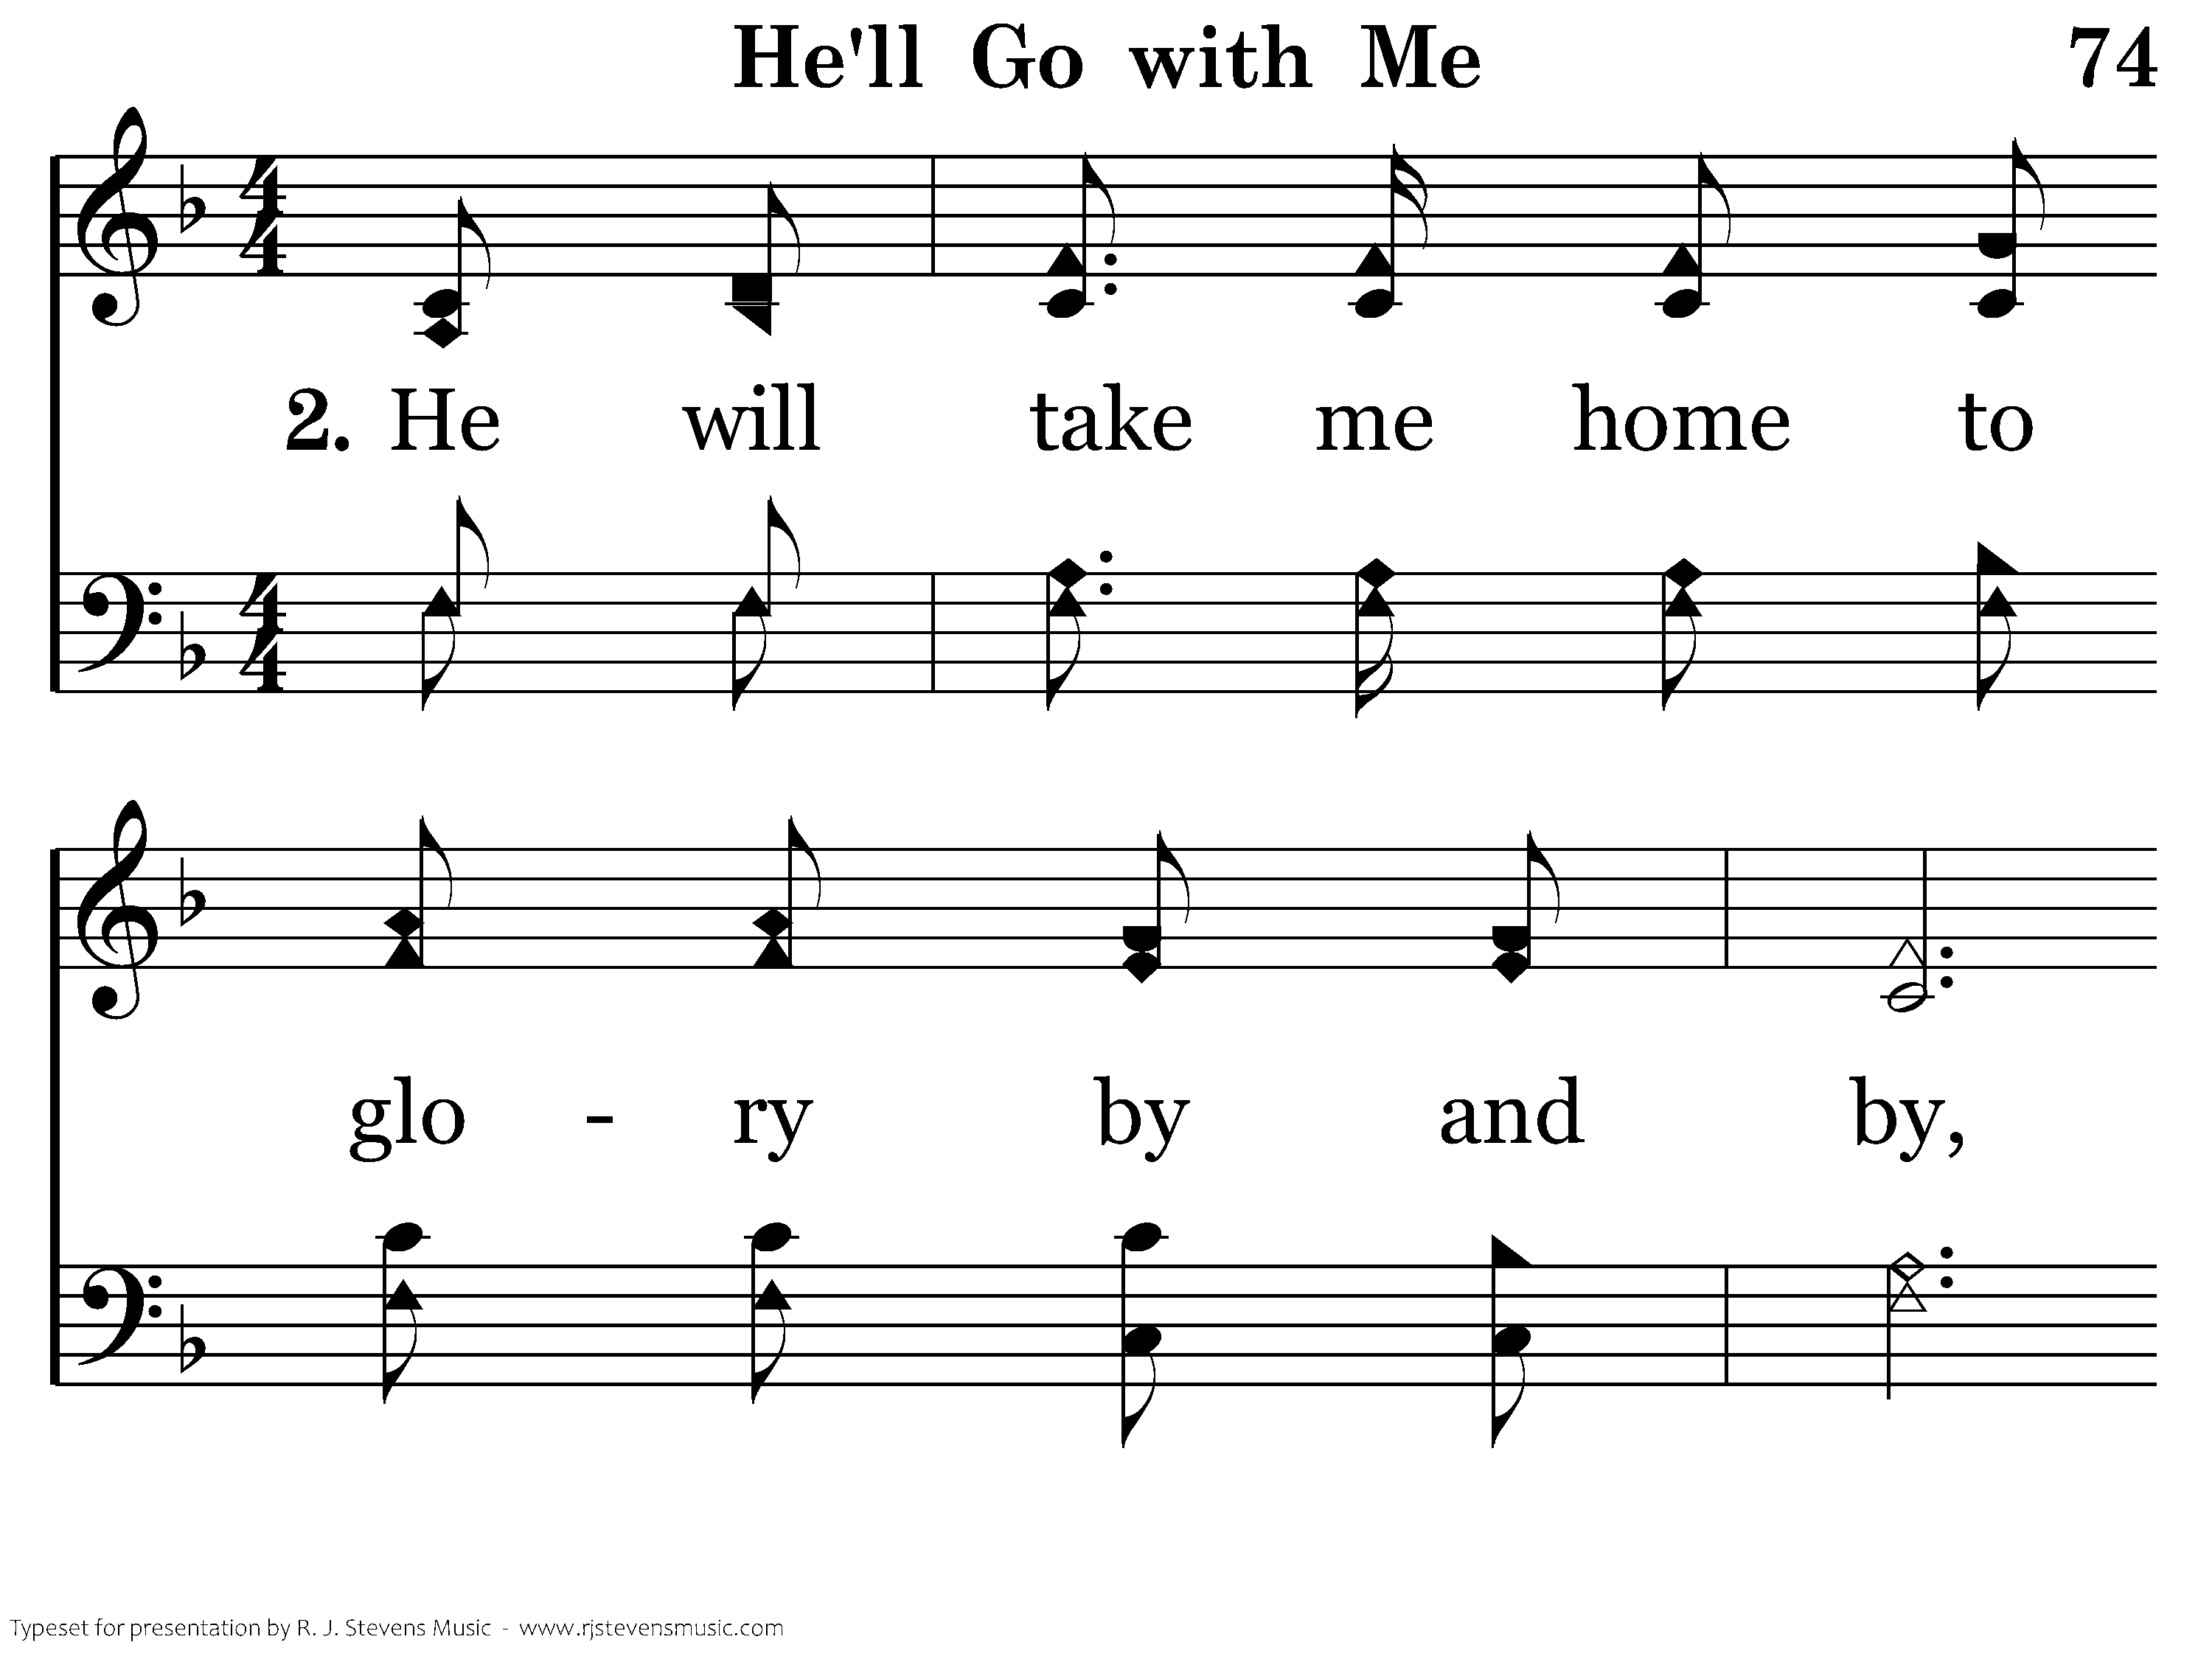 He'll Go with Me 74
2. He will take me home to
glo - ry by and by,
Typeset for presentation by R. J. Stevens Music - www.rjstevensmusic.com